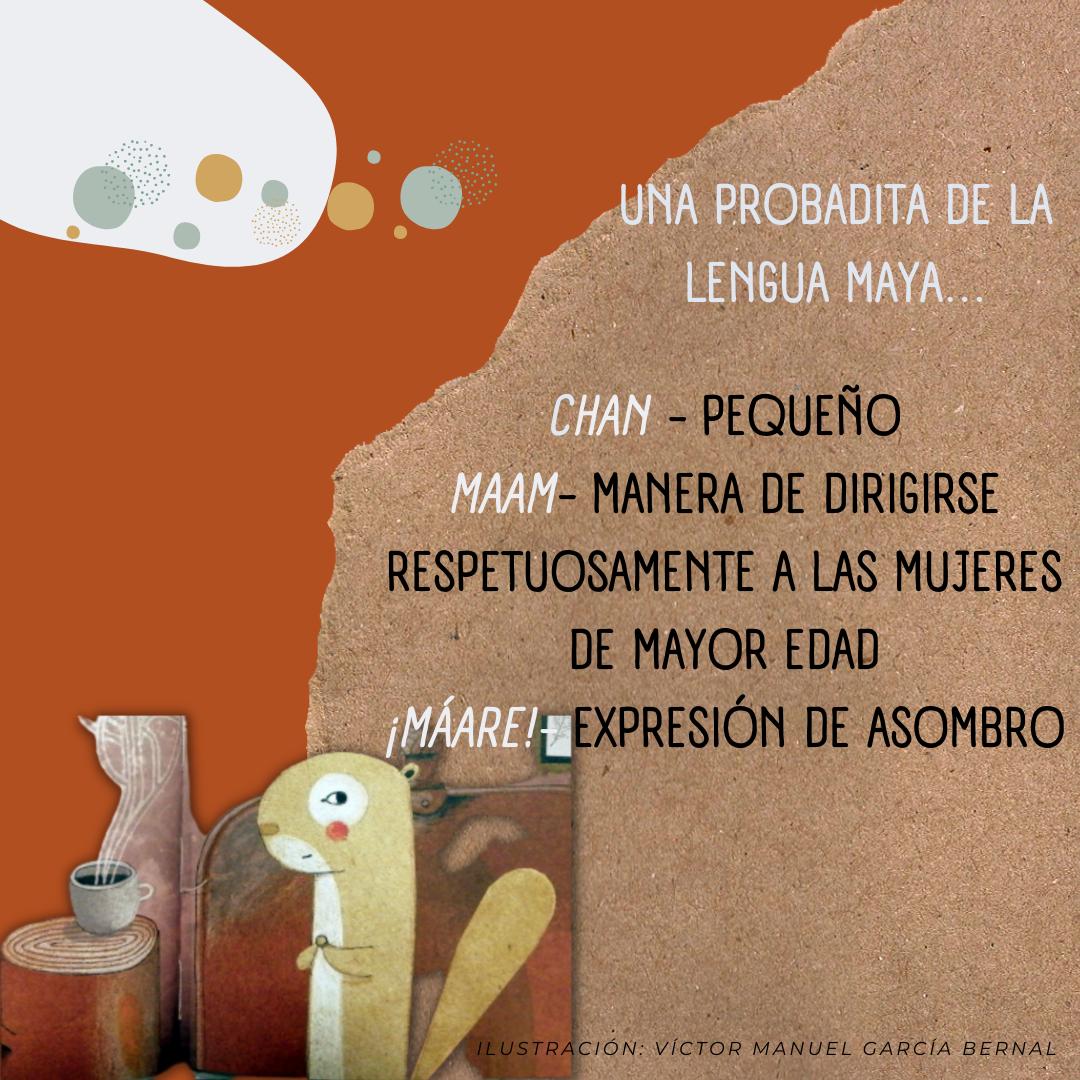 UNA PROBADITA DE LA
LENGUA MAYA...
CHAN - PEQUEÑO
MAAM- MANERA DE DIRIGIRSE
RESPETUOSAMENTE A LAS MUJERES
DE MAYOR EDAD
¡MÁARE!- EXPRESIÓN DE ASOMBRO
ILUSTRACIÓN: VÍCTOR MANUEL GARCÍA BERNAL